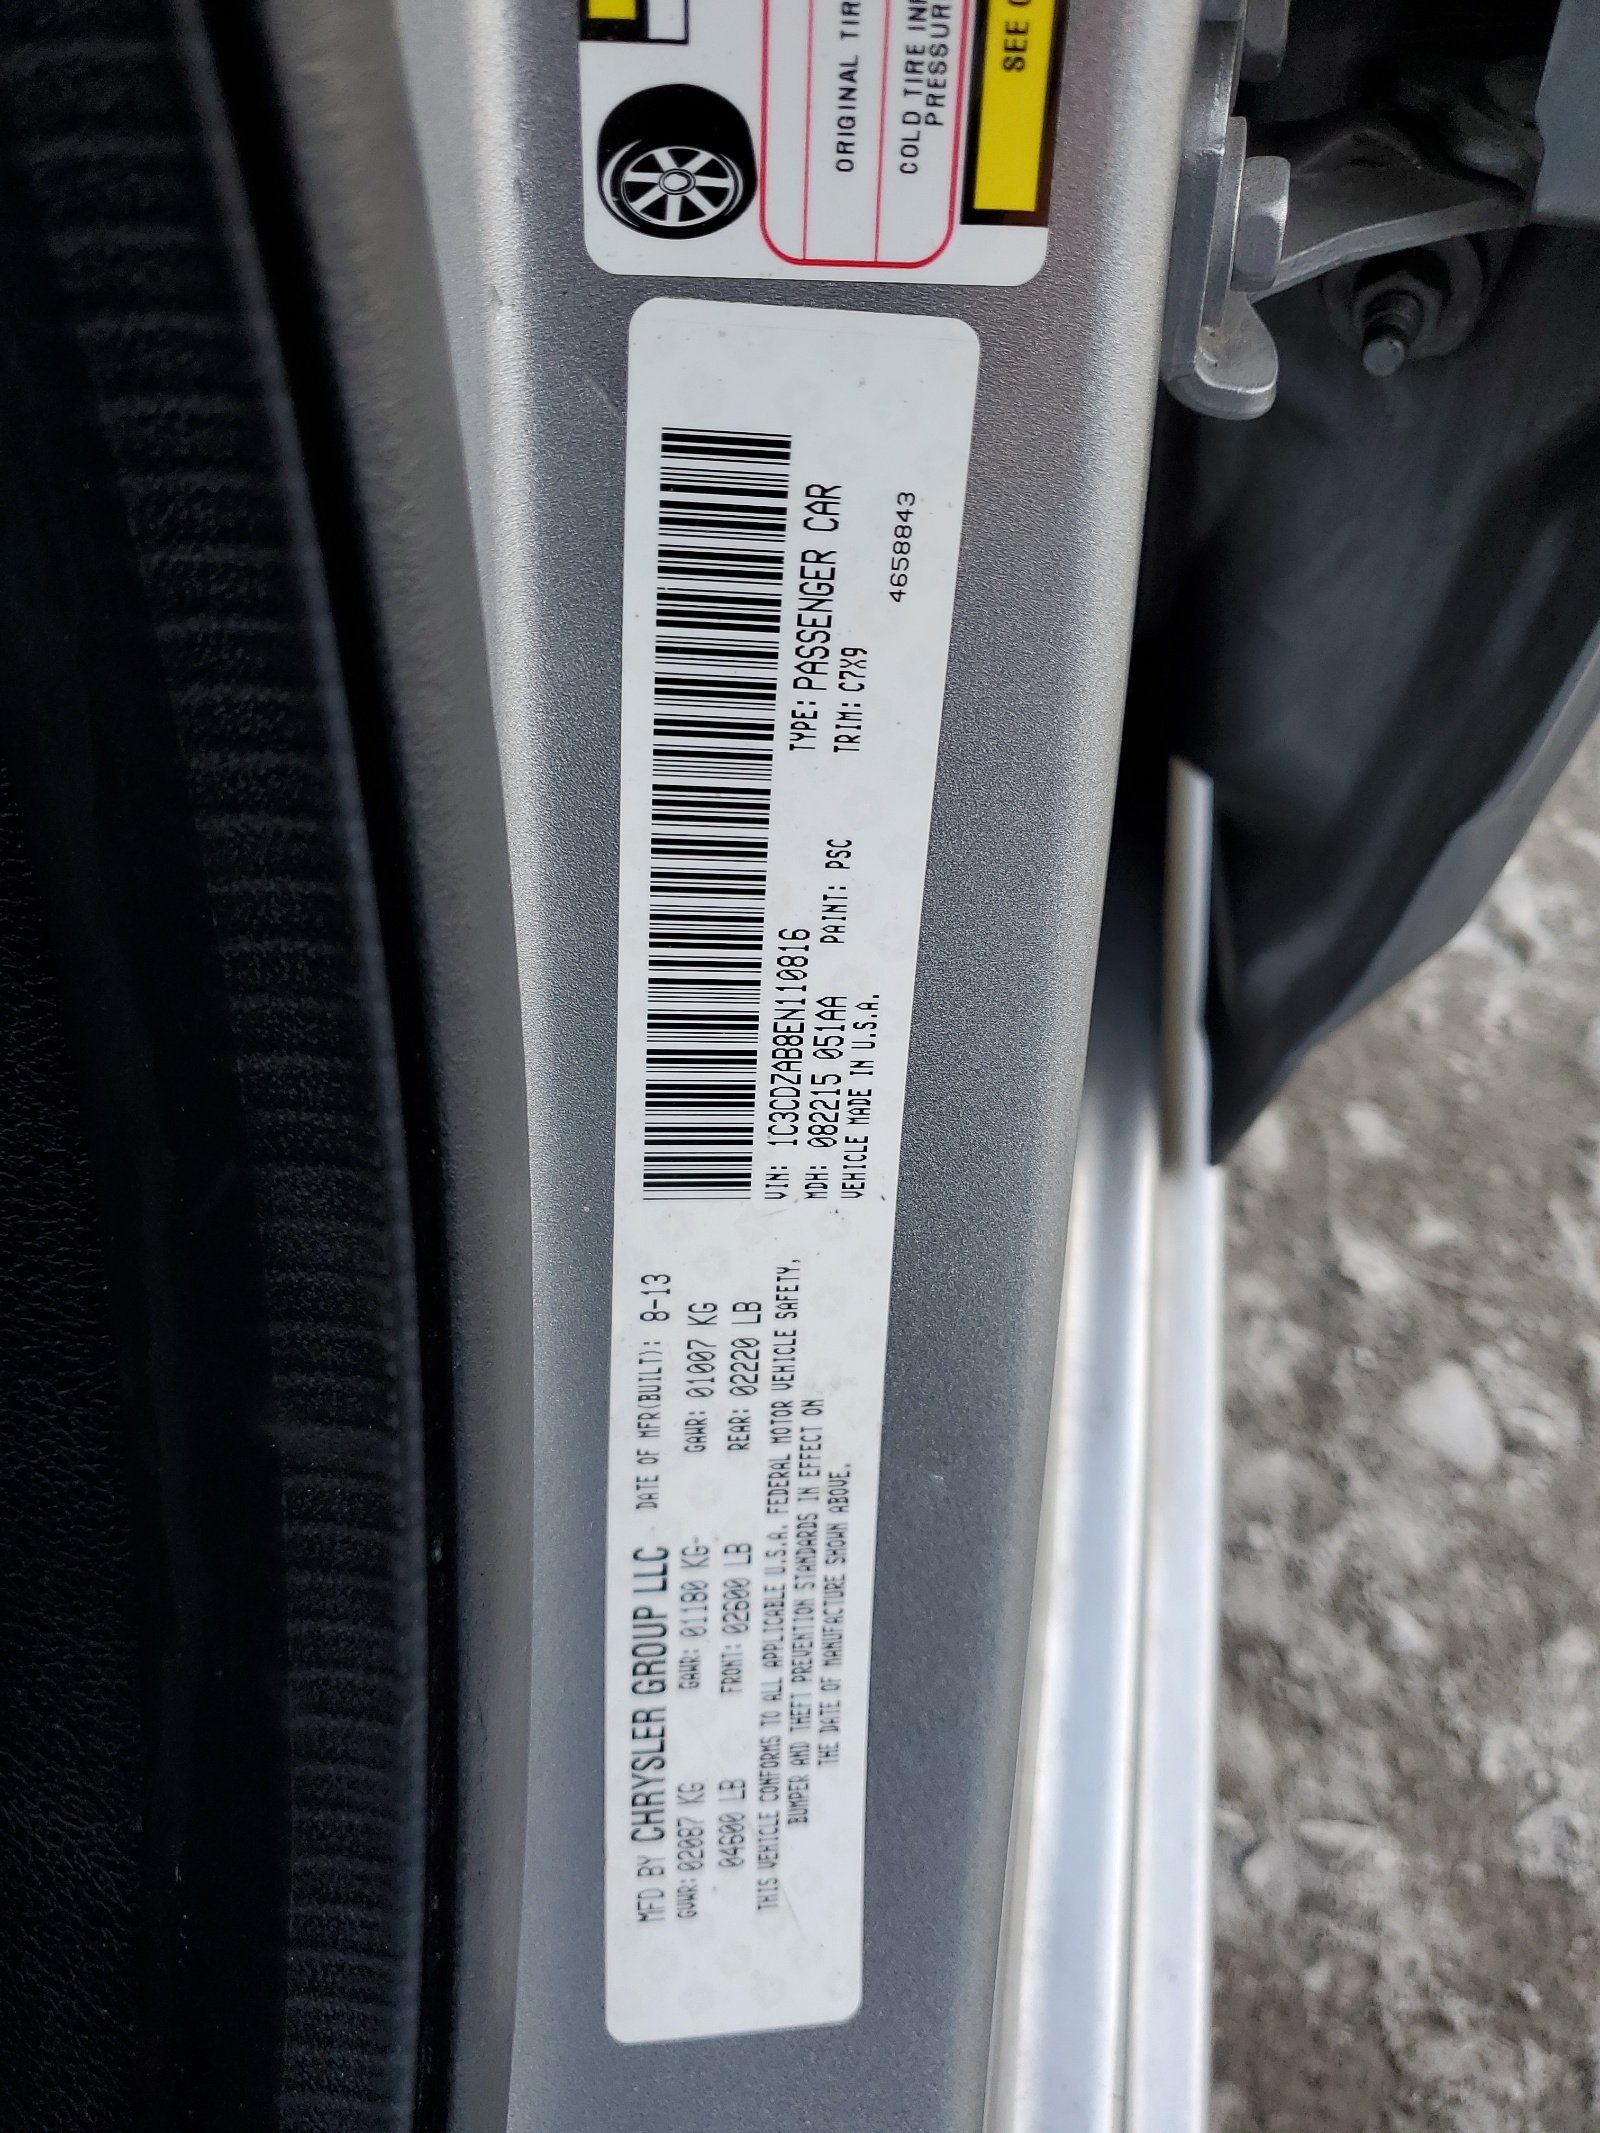 ORIGINAL TIR
COLD TIRE INF
PRESSUR
SEE O
MFD BY CHRYSLER GROUP LLC DATE OF MFR(BUILT): 8-13
GVWR: 02087 KG GAWR: 01180 KG GAWR: 01007 KG
04600 LB FRONT: 02600 LB REAR: 02220 LB
THIS VEHICLE CONFORMS TO ALL APPLICABLE U.S.A. FEDERAL MOTOR VEHICLE SAFETY,
BUMPER AND THEFT PREVENTION STANDARDS IN EFFECT ON
THE DATE OF MANUFACTURE SHOWN ABOVE.
VIN: 1C3CDZAB8EN110816 TYPE: PASSENGER CAR
MDH: 082215 051AA PAINT: PSC TRIM: C7X9
VEHICLE MADE IN U.S.A.
4658843